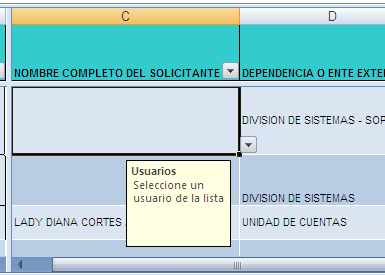 C D
NOMBRE COMPLETO DEL SOLICITANTE DEPENDENCIA O ENTE EXTE
DIVISION DE SISTEMAS - SOP
Usuarios
Seleccione un
usuario de la lista
DIVISION DE SISTEMAS
LADY DIANA CORTES UNIDAD DE CUENTAS